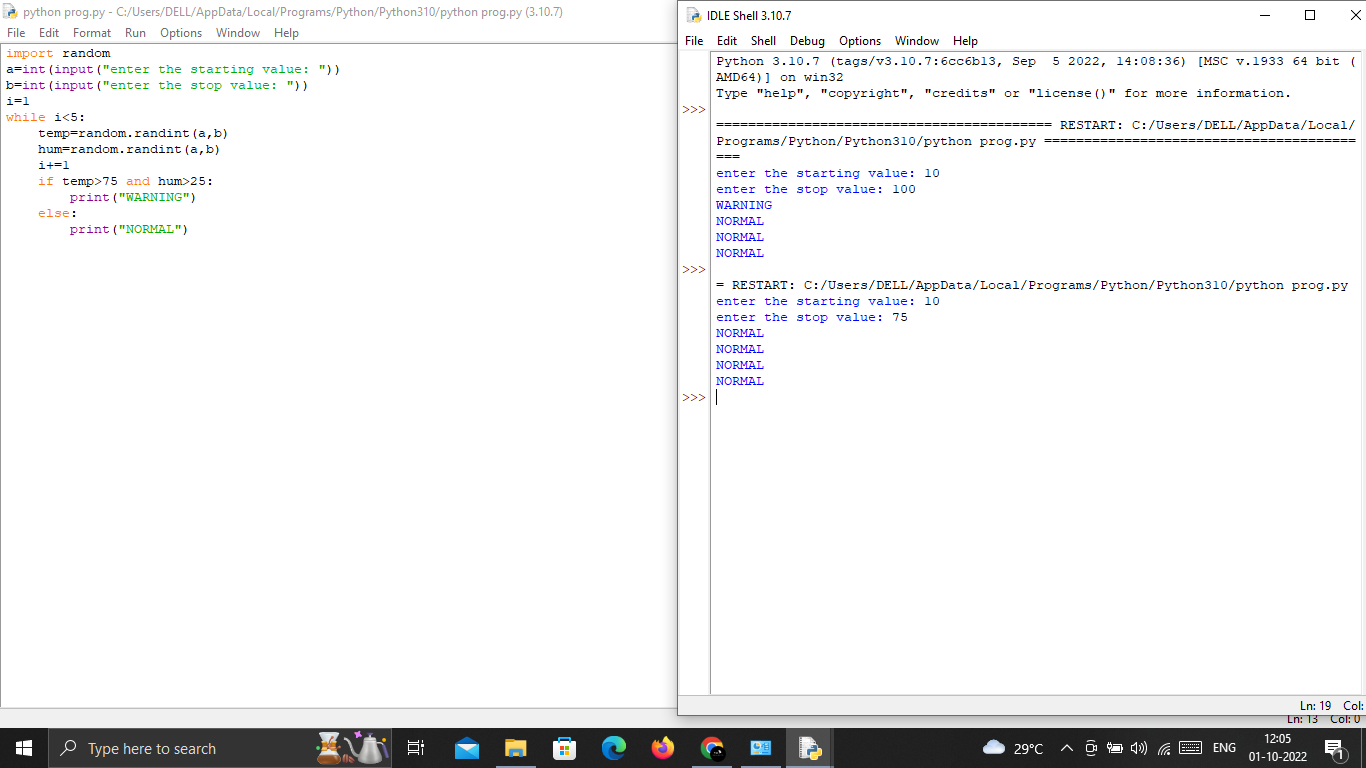 python prog.py - C:/Users/DELL/AppData/Local/Programs/Python/Python310/python prog.py (3.10.7)
File Edit Format Run Options Window Help
import random
a=int(input("enter the starting value: "))
b=int(input("enter the stop value: "))
i=1
while i<5:
    temp=random.randint(a,b)
    hum=random.randint(a,b)
    i+=1
    if temp>75 and hum>25:
        print("WARNING")
    else:
        print("NORMAL")
IDLE Shell 3.10.7
File Edit Shell Debug Options Window Help
Python 3.10.7 (tags/v3.10.7:6cc6b13, Sep  5 2022, 14:08:36) [MSC v.1933 64 bit (
AMD64)] on win32
Type "help", "copyright", "credits" or "license()" for more information.
>>>
========================================== RESTART: C:/Users/DELL/AppData/Local/
Programs/Python/Python310/python prog.py =======================================
===
enter the starting value: 10
enter the stop value: 100
WARNING
NORMAL
NORMAL
NORMAL
>>>
= RESTART: C:/Users/DELL/AppData/Local/Programs/Python/Python310/python prog.py
enter the starting value: 10
enter the stop value: 75
NORMAL
NORMAL
NORMAL
NORMAL
>>>
Ln: 19 Col:
Ln: 13 Col: 0
Type here to search
29°C
ENG
12:05
01-10-2022
1